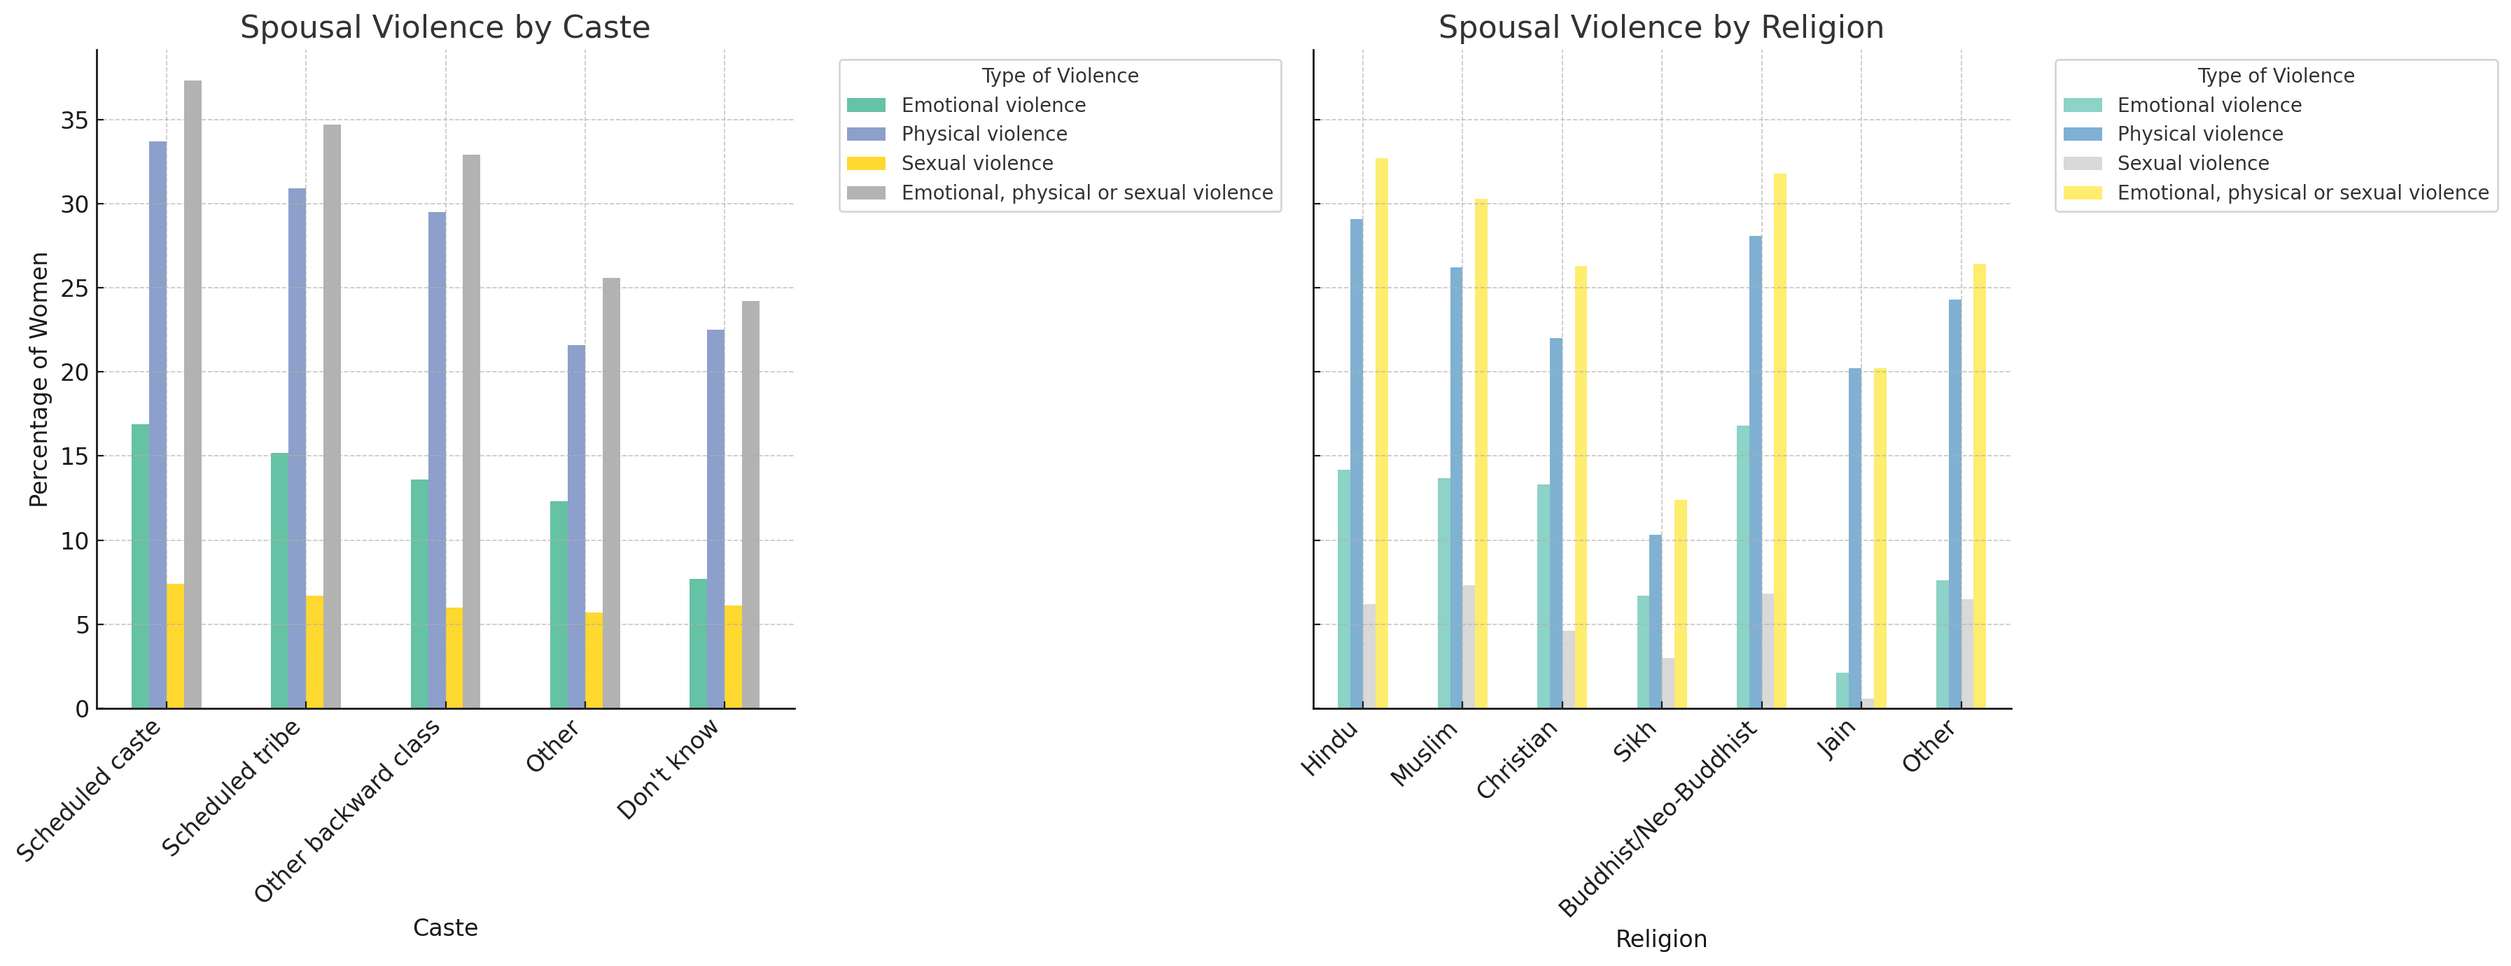 Spousal Violence by Caste
Percentage of Women
35
30
25
20
15
10
5
0
Scheduled caste
Scheduled tribe
Other backward class
Other
Don't know
Caste
Type of Violence
Emotional violence
Physical violence
Sexual violence
Emotional, physical or sexual violence
Spousal Violence by Religion
Hindu
Muslim
Christian
Sikh
Buddhist/Neo-Buddhist
Jain
Other
Religion
Type of Violence
Emotional violence
Physical violence
Sexual violence
Emotional, physical or sexual violence